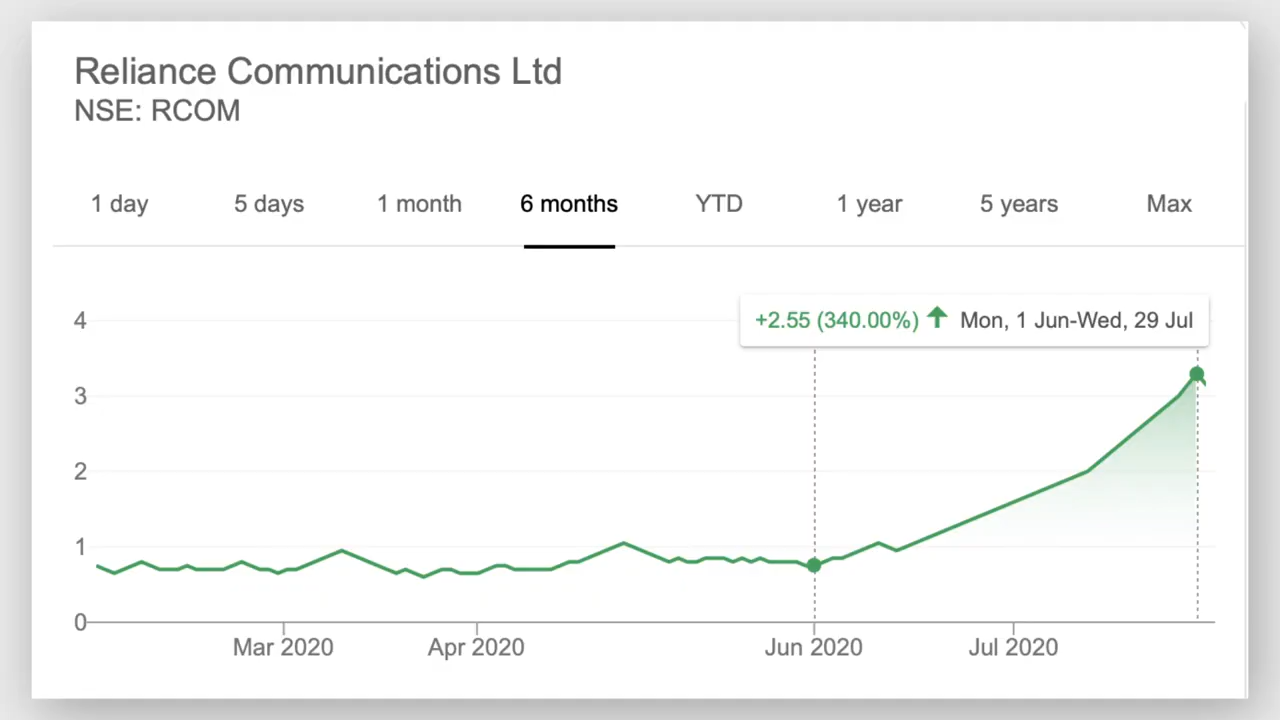 Reliance Communications Ltd
NSE: RCOM
1 day 5 days 1 month 6 months YTD 1 year 5 years Max
+2.55 (340.00%) ↑ Mon, 1 Jun-Wed, 29 Jul
4
3
2
1
0
Mar 2020 Apr 2020 Jun 2020 Jul 2020